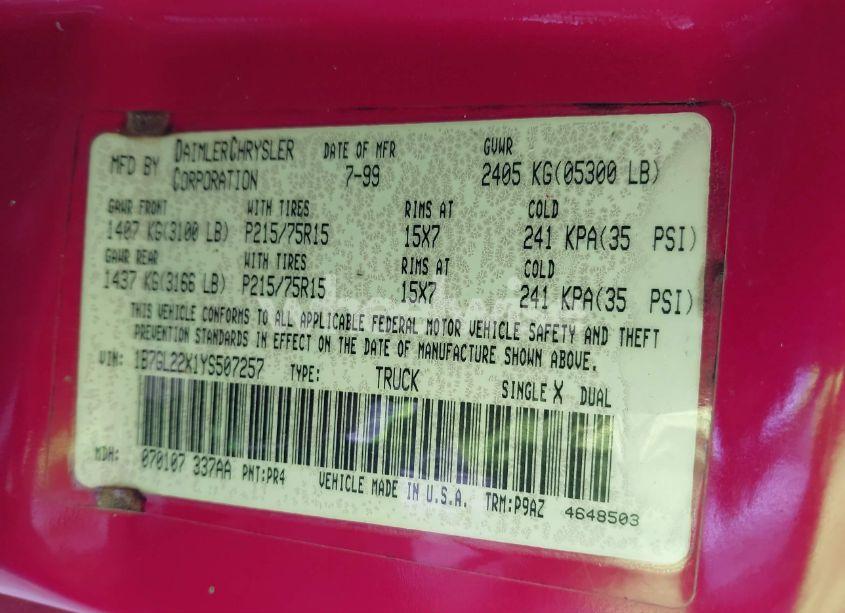 MFD BY DAIMLERCHRYSLER CORPORATION DATE OF MFR 7-99 GVWR 2405 KG(05300 LB)
GAWR FRONT WITH TIRES RIMS AT COLD
1407 KG(3100 LB) P215/75R15 15X7 241 KPA(35 PSI)
GAWR REAR WITH TIRES RIMS AT COLD
1437 KG(3166 LB) P215/75R15 15X7 241 KPA(35 PSI)
THIS VEHICLE CONFORMS TO ALL APPLICABLE FEDERAL MOTOR VEHICLE SAFETY AND THEFT
PREVENTION STANDARDS IN EFFECT ON THE DATE OF MANUFACTURE SHOWN ABOVE.
VIN: 1B7GL22X1YS507257 TYPE: TRUCK SINGLE X DUAL
MDH: 070107 337AA PNT:PR4 VEHICLE MADE IN U.S.A. TRM:P9AZ 4648503